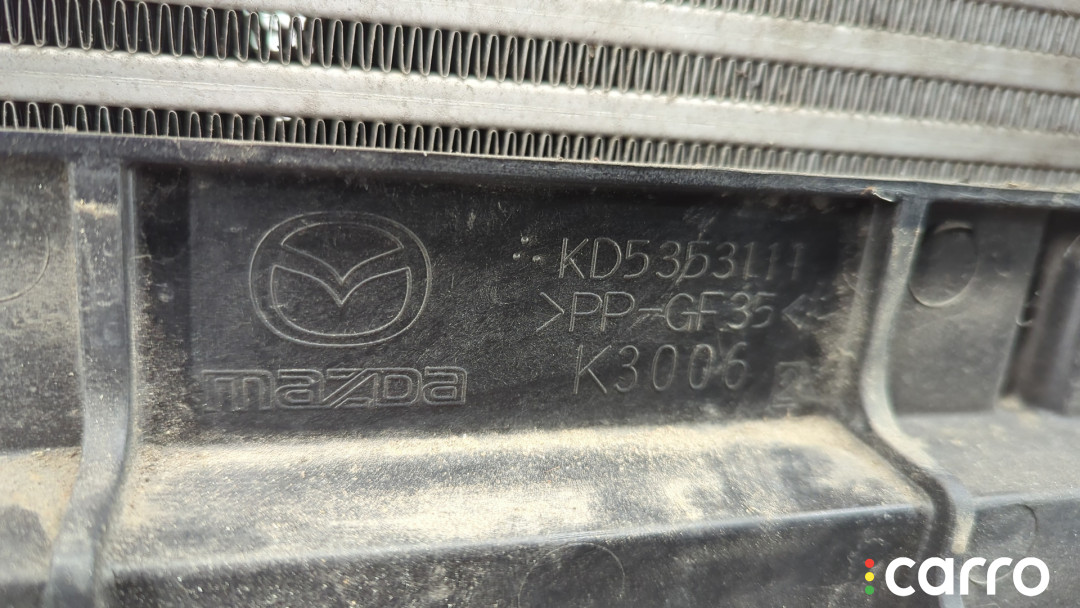 KD5353111
>PP-GF35<
K3006
mazDa
carro